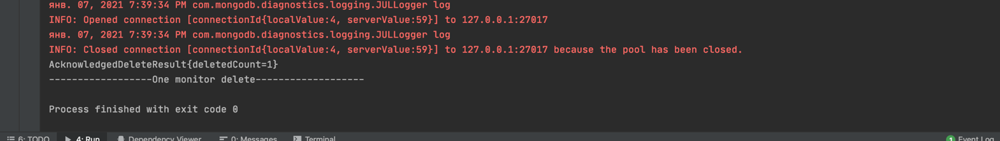 янв. 07, 2021 7:39:34 PM com.mongodb.diagnostics.logging.JULLogger log
INFO: Opened connection [connectionId{localValue:4, serverValue:59}] to 127.0.0.1:27017
янв. 07, 2021 7:39:34 PM com.mongodb.diagnostics.logging.JULLogger log
INFO: Closed connection [connectionId{localValue:4, serverValue:59}] to 127.0.0.1:27017 because the pool has been closed.
AcknowledgedDeleteResult{deletedCount=1}
------------------One monitor delete-------------------
Process finished with exit code 0
6: TODO 4: Run Dependency Viewer 0: Messages Terminal 1 Event Log